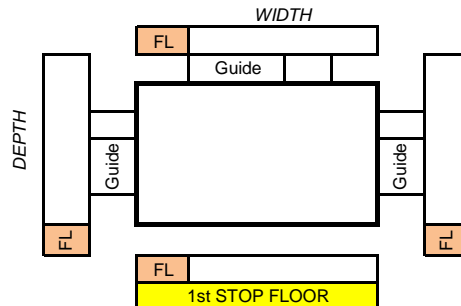 WIDTH
FL
Guide
DEPTH
Guide
Guide
FL
FL
FL
1st STOP FLOOR